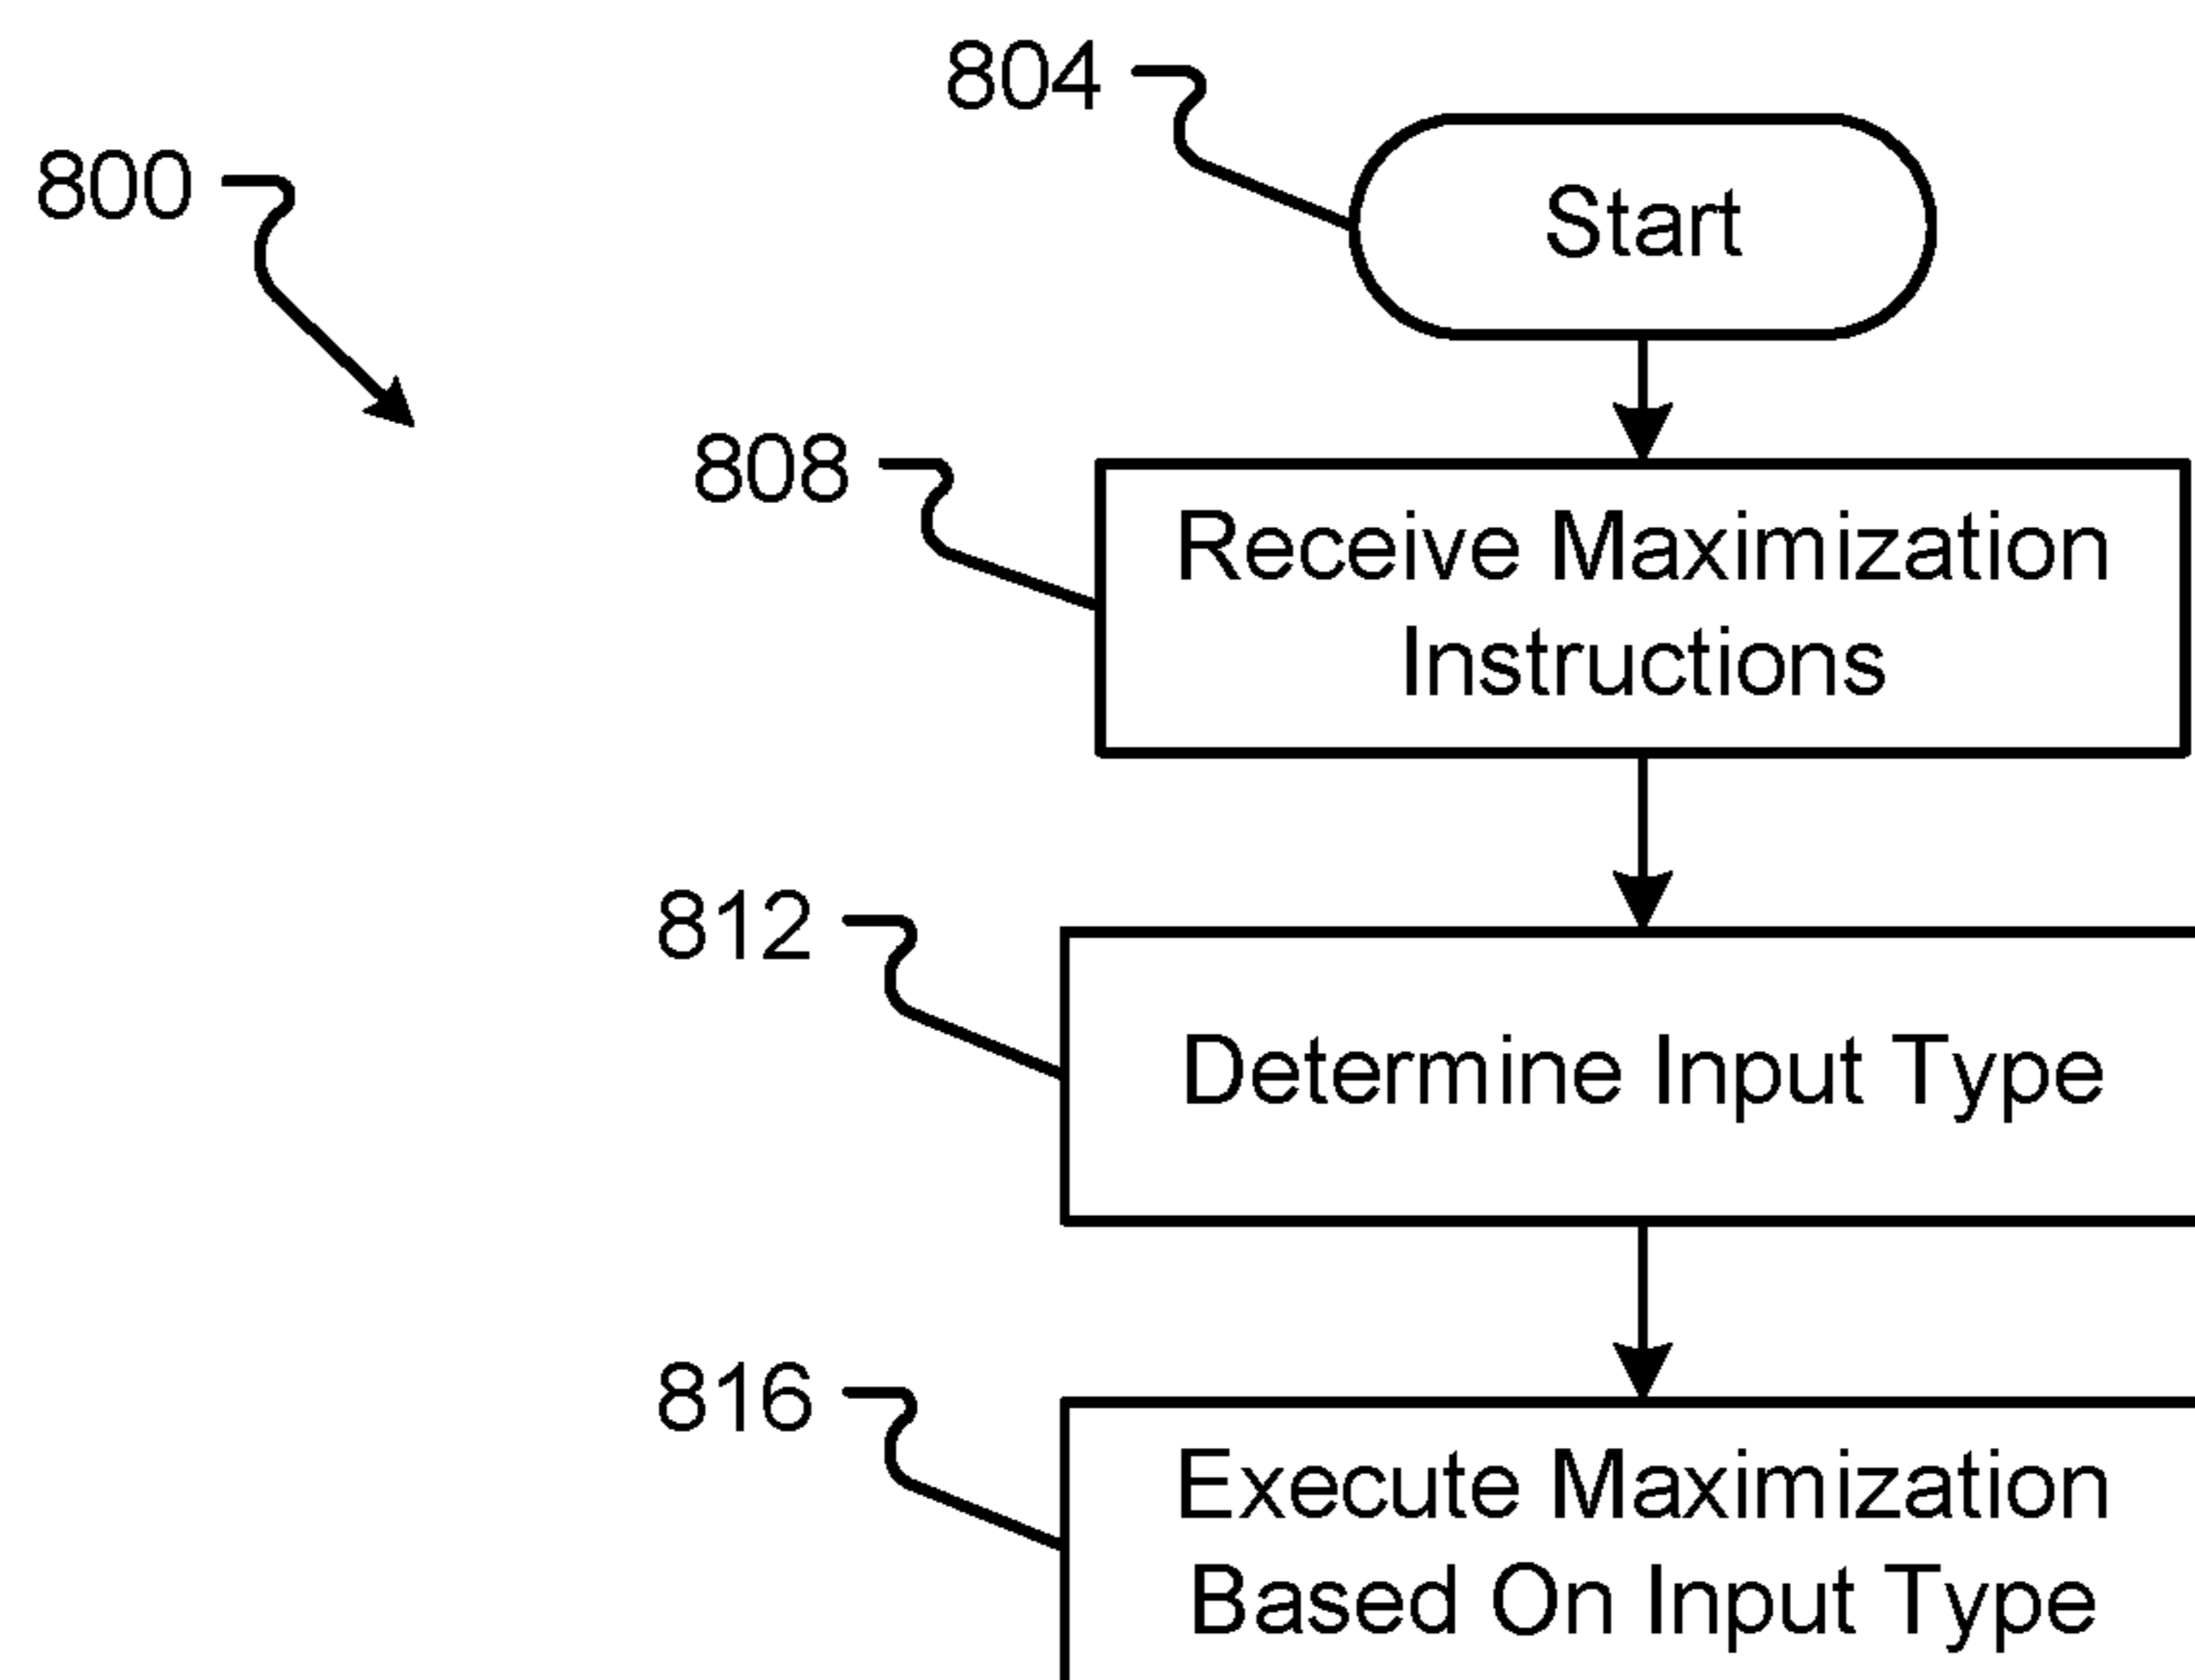 804
800
Start
808
Receive Maximization
Instructions
812
Determine Input Type
816
Execute Maximization
Based On Input Type